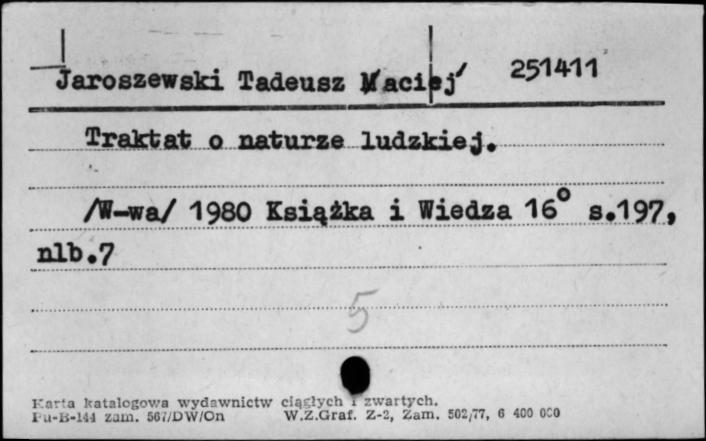 Jaroszewski Tadeusz Maciej 251411
Traktat o naturze ludzkiej.
/W-wa/ 1980 Książka i Wiedza 16° s.197,
nlb.7
5
Karta katalogowa wydawnictw ciągłych i zwartych.
Pu-B-144 zam. 567/DW/On W.Z.Graf. Z-2, Zam. 502/77, 6 400 000